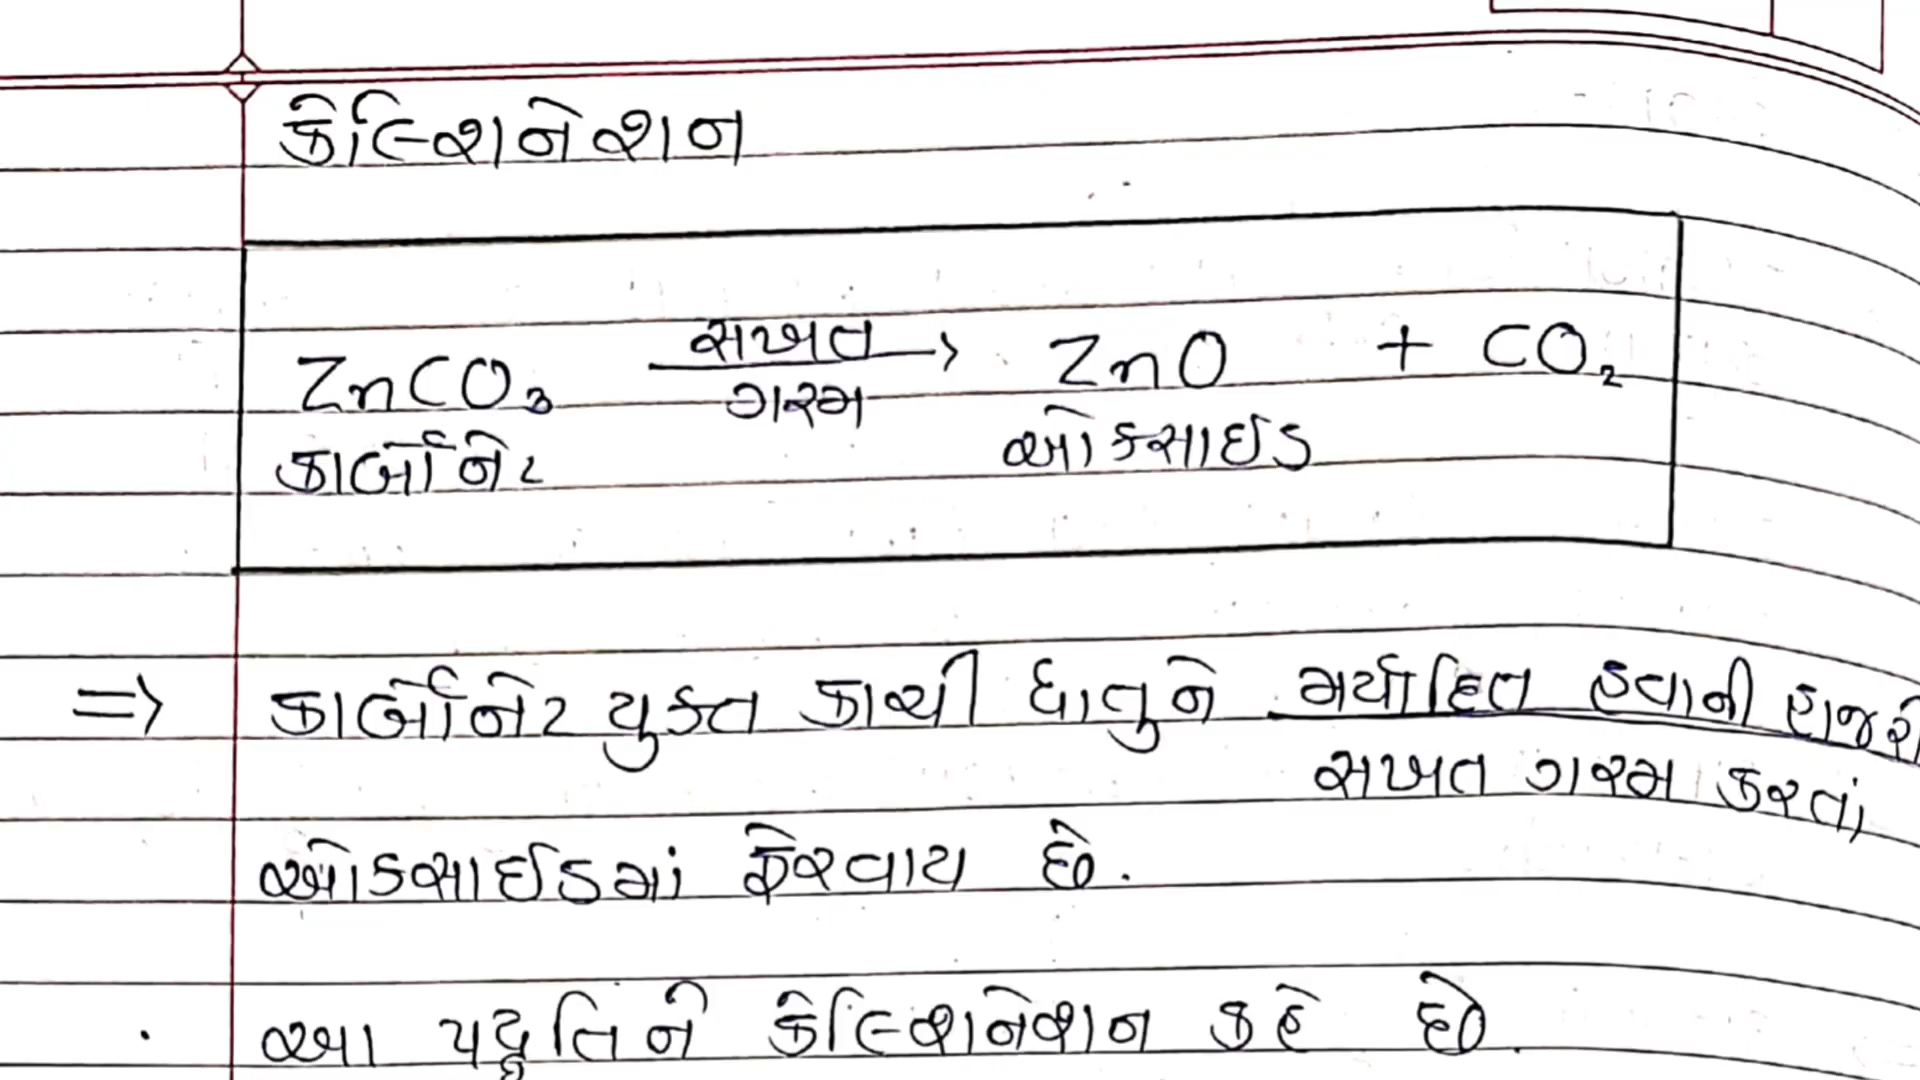 કેલ્શિનેશન
ZnCO₃ સખત ગરમ → ZnO + CO₂
કાર્બોનેટ ઓક્સાઈડ
⇒ કાર્બોનેટ યુક્ત કાચી ધાતુને મર્યાદિત હવાની
સખત ગરમ કરતાં
ઓક્સાઈડમાં ફેરવાય છે.
. આ પદ્ધતિને કેલ્શિનેશન કહે છે.